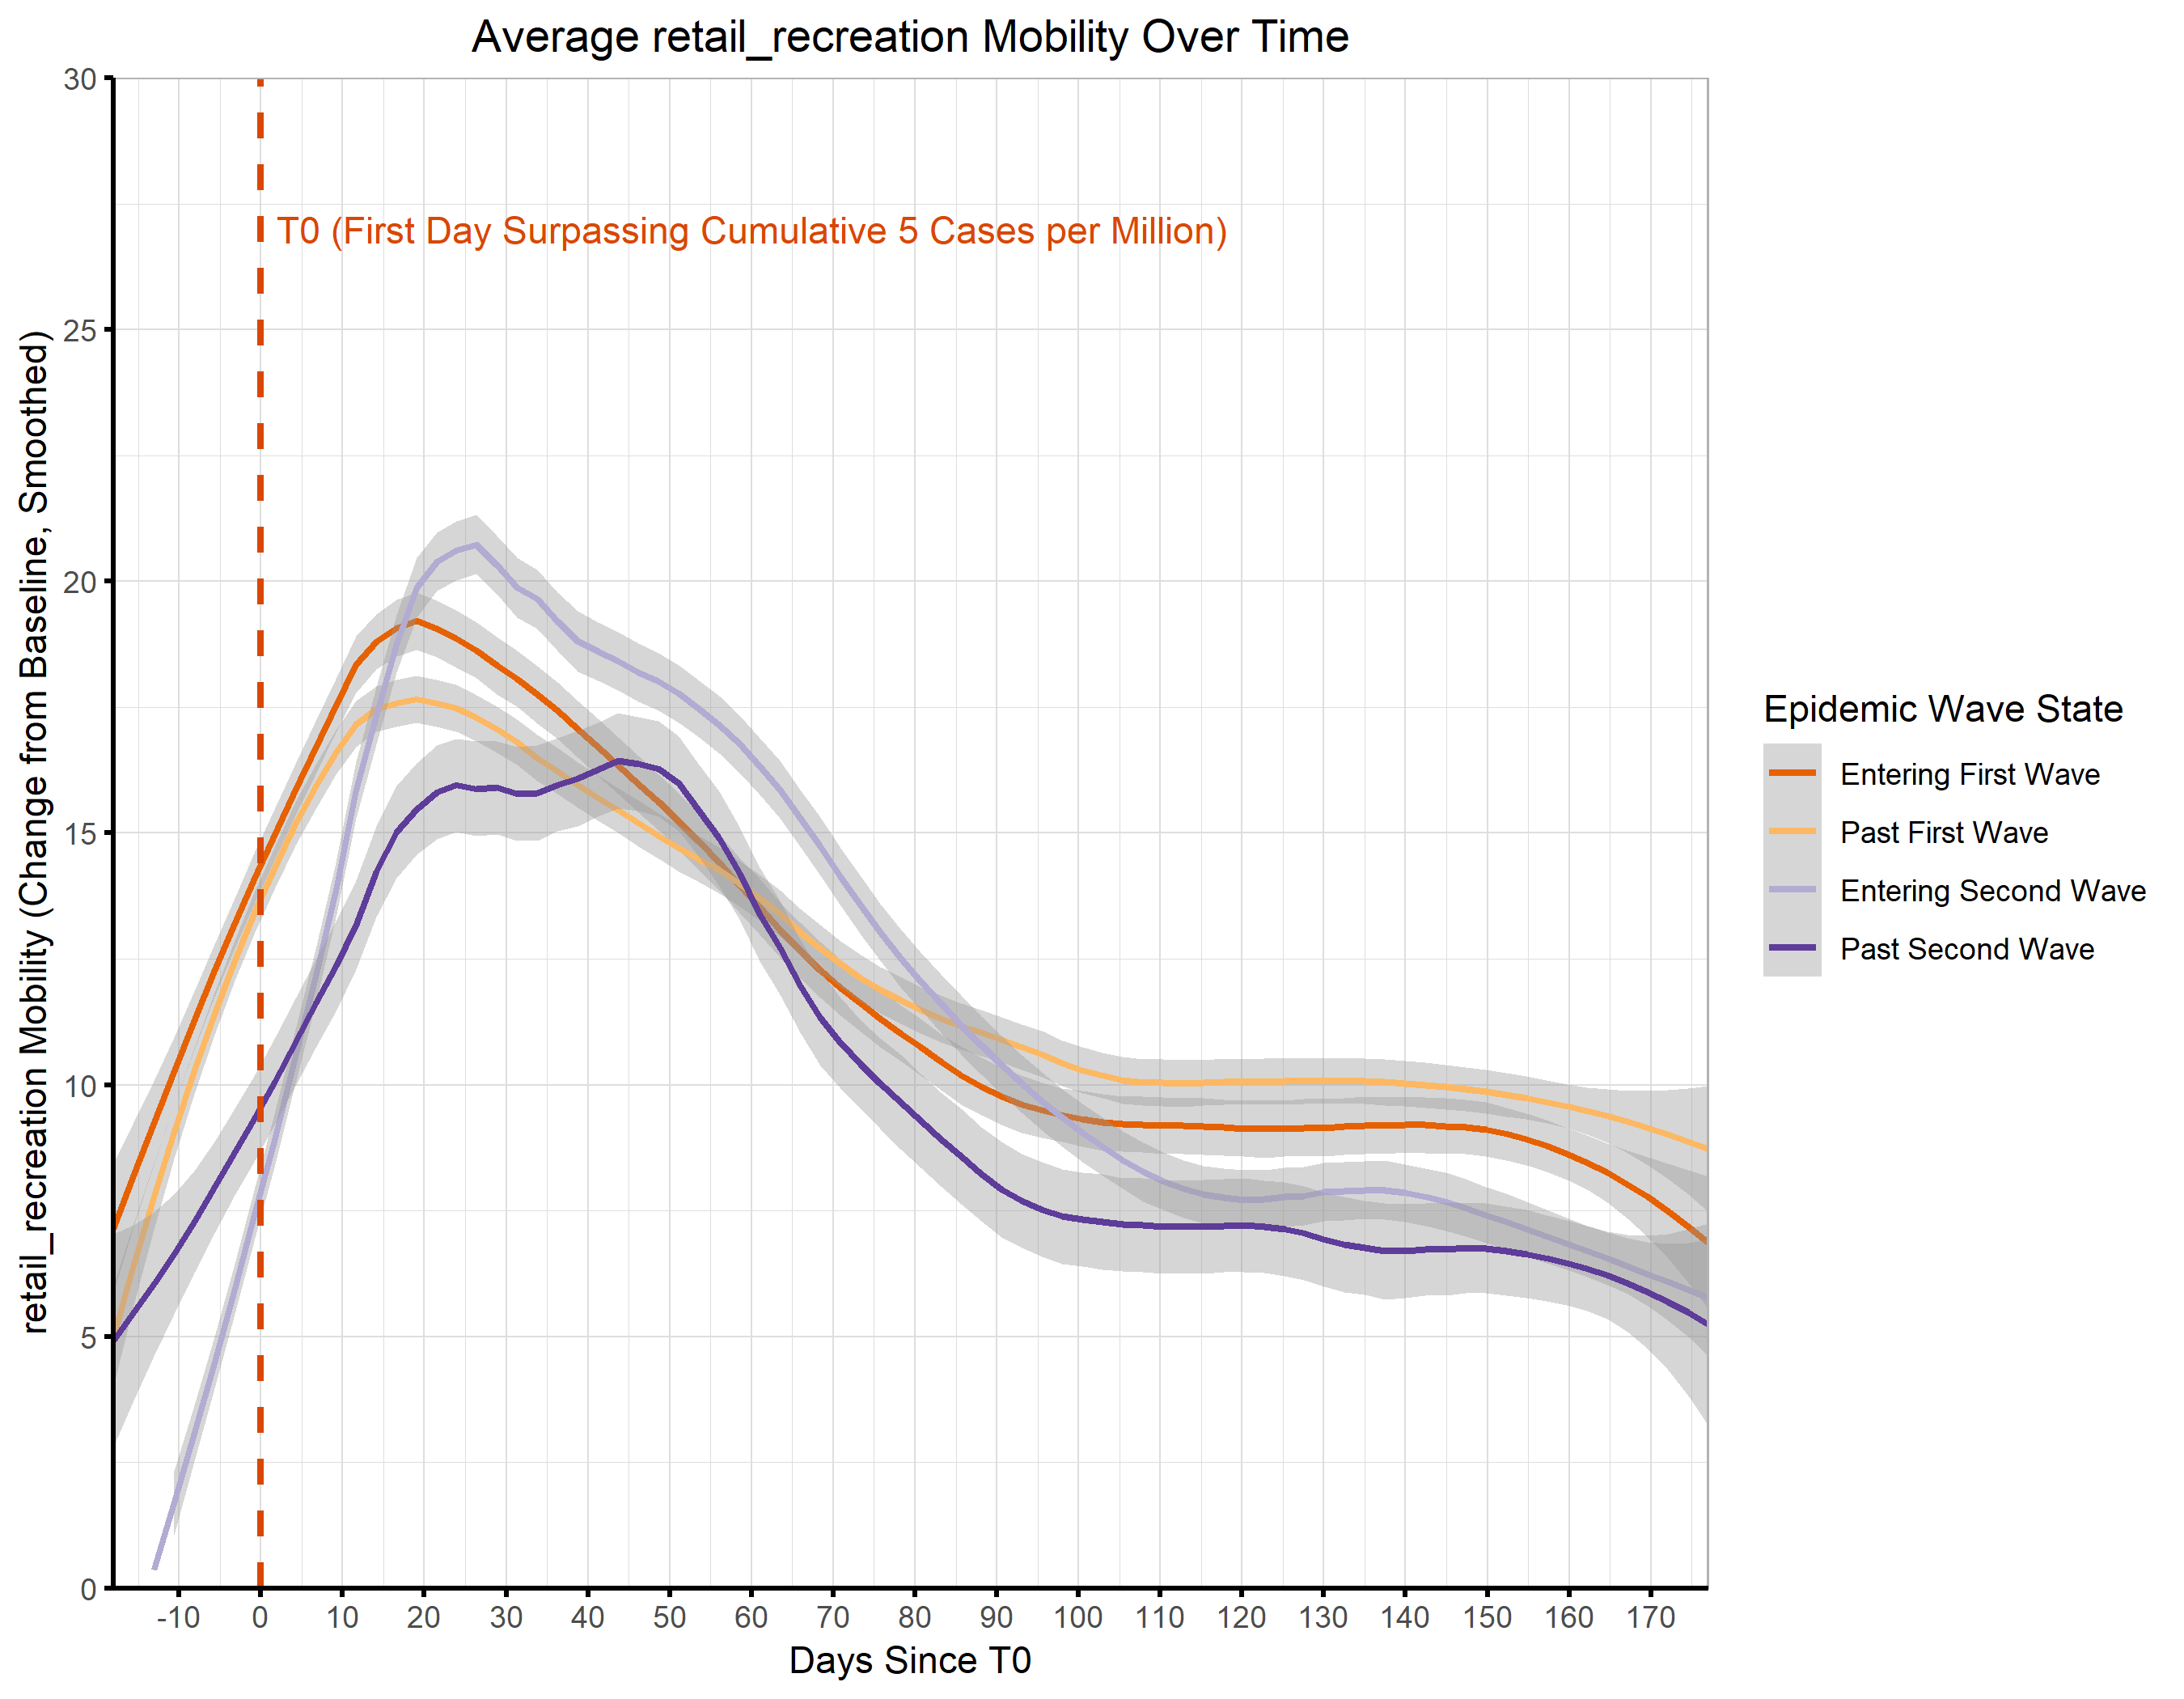 Average retail_recreation Mobility Over Time
retail_recreation Mobility (Change from Baseline, Smoothed)
30
25
20
15
10
5
0
T0 (First Day Surpassing Cumulative 5 Cases per Million)
-10 0 10 20 30 40 50 60 70 80 90 100 110 120 130 140 150 160 170
Days Since T0
Epidemic Wave State
Entering First Wave
Past First Wave
Entering Second Wave
Past Second Wave